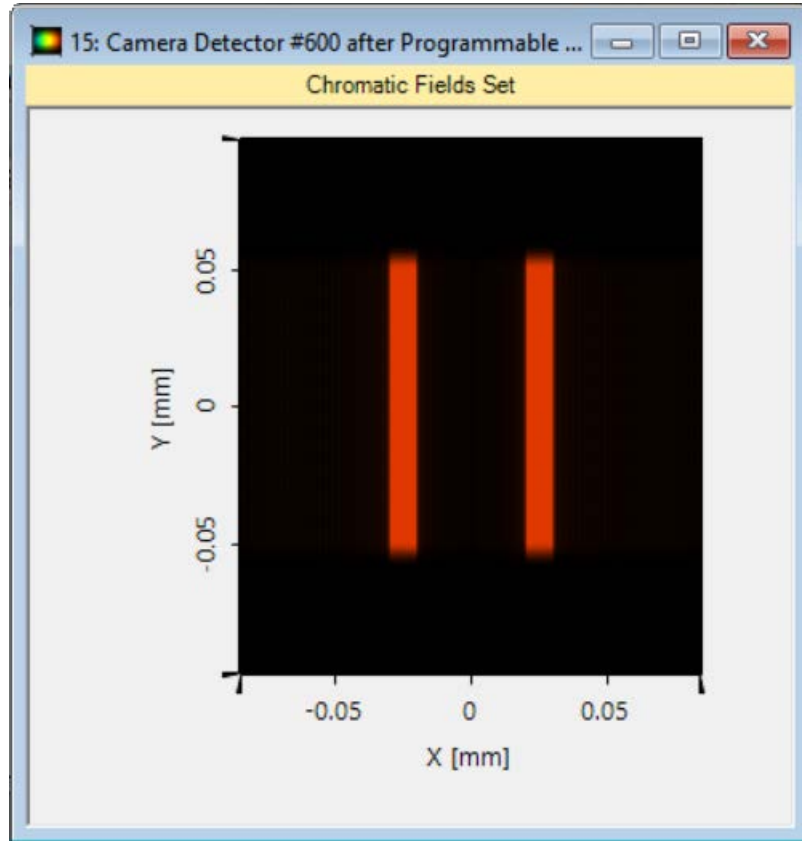 15: Camera Detector #600 after Programmable ...
Chromatic Fields Set
0.05
0
-0.05
Y [mm]
-0.05 0 0.05
X [mm]